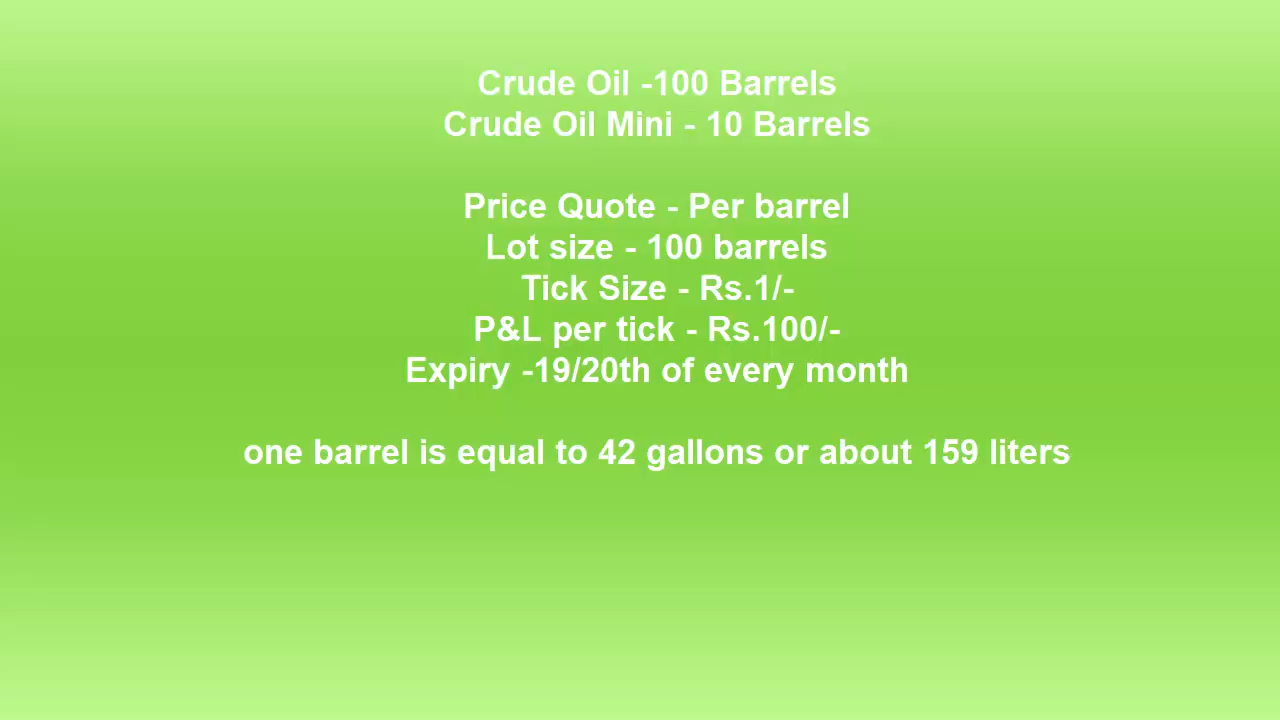 Crude Oil -100 Barrels
Crude Oil Mini - 10 Barrels
Price Quote - Per barrel
Lot size - 100 barrels
Tick Size - Rs.1/-
P&L per tick - Rs.100/-
Expiry -19/20th of every month
one barrel is equal to 42 gallons or about 159 liters